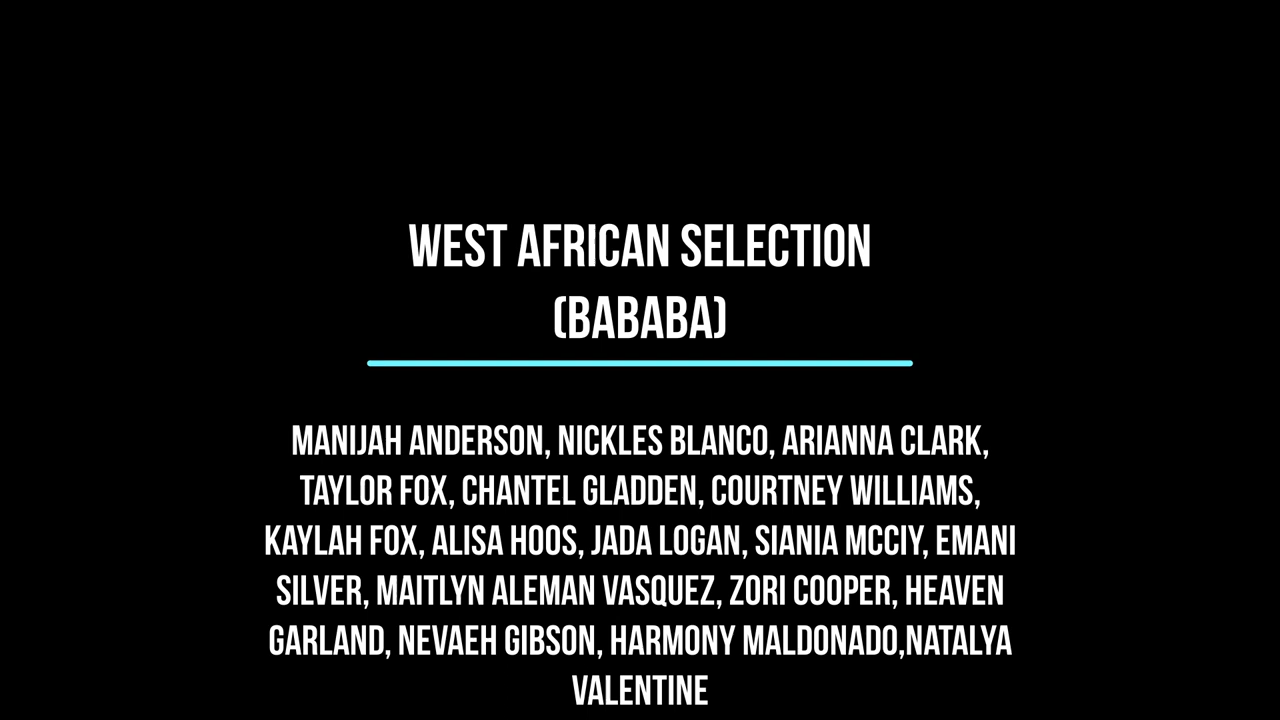 WEST AFRICAN SELECTION
(BABABA)
MANIJAH ANDERSON, NICKLES BLANCO, ARIANNA CLARK,
TAYLOR FOX, CHANTEL GLADDEN, COURTNEY WILLIAMS,
KAYLAH FOX, ALISA HOOS, JADA LOGAN, SIANIA MCCIY, EMANI
SILVER, MAITLYN ALEMAN VASQUEZ, ZORI COOPER, HEAVEN
GARLAND, NEVAEH GIBSON, HARMONY MALDONADO,NATALYA
VALENTINE